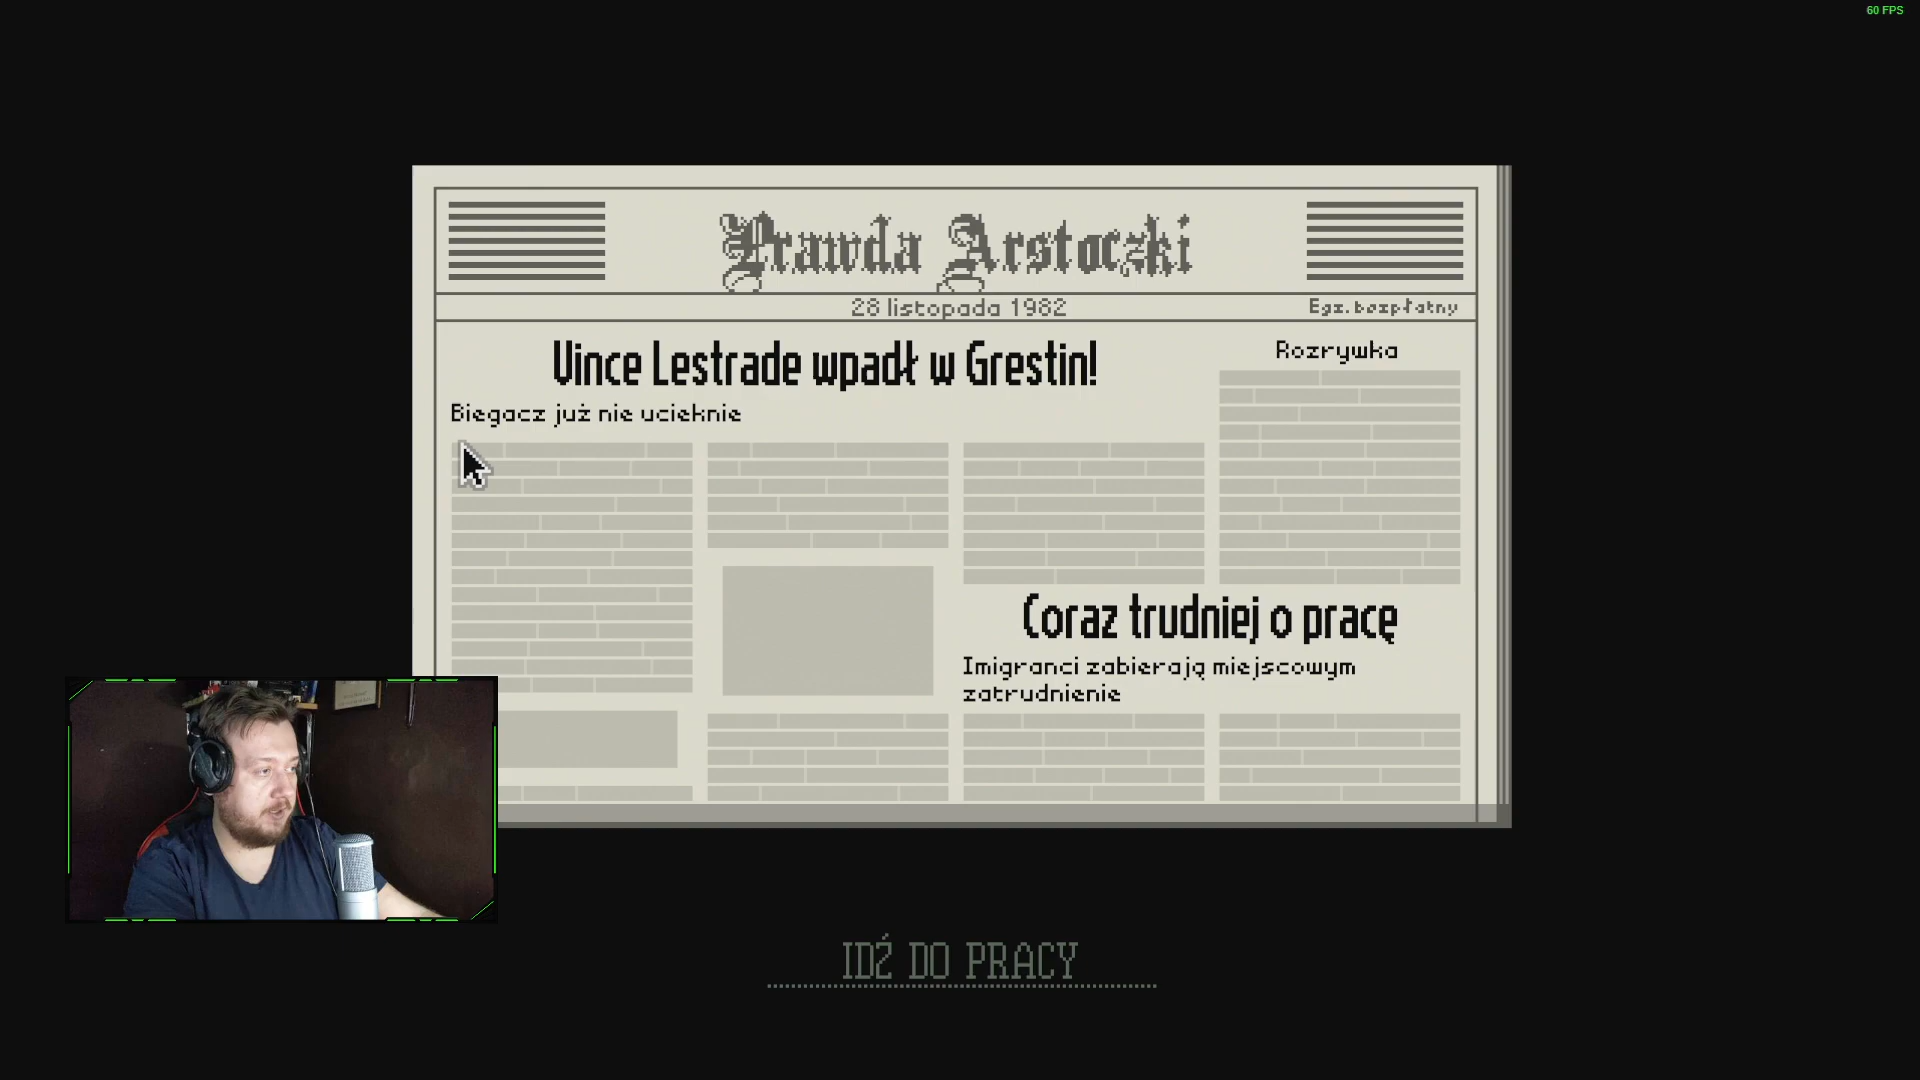 60 FPS
Prawda Arstoczki
28 listopada 1982
Egz. bezpłatny
Vince Lestrade wpadł w Grestin!
Biegacz już nie ucieknie
Rozrywka
Coraz trudniej o pracę
Imigranci zabierają miejscowym
zatrudnienie
IDŹ DO PRACY